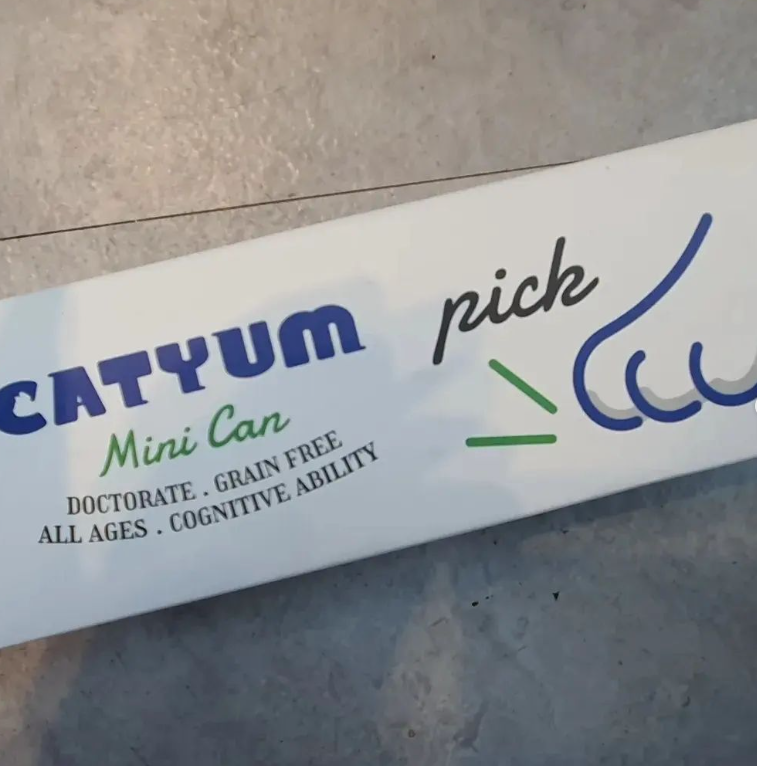 CATYUM
Mini Can
DOCTORATE . GRAIN FREE
ALL AGES . COGNITIVE ABILITY
pick